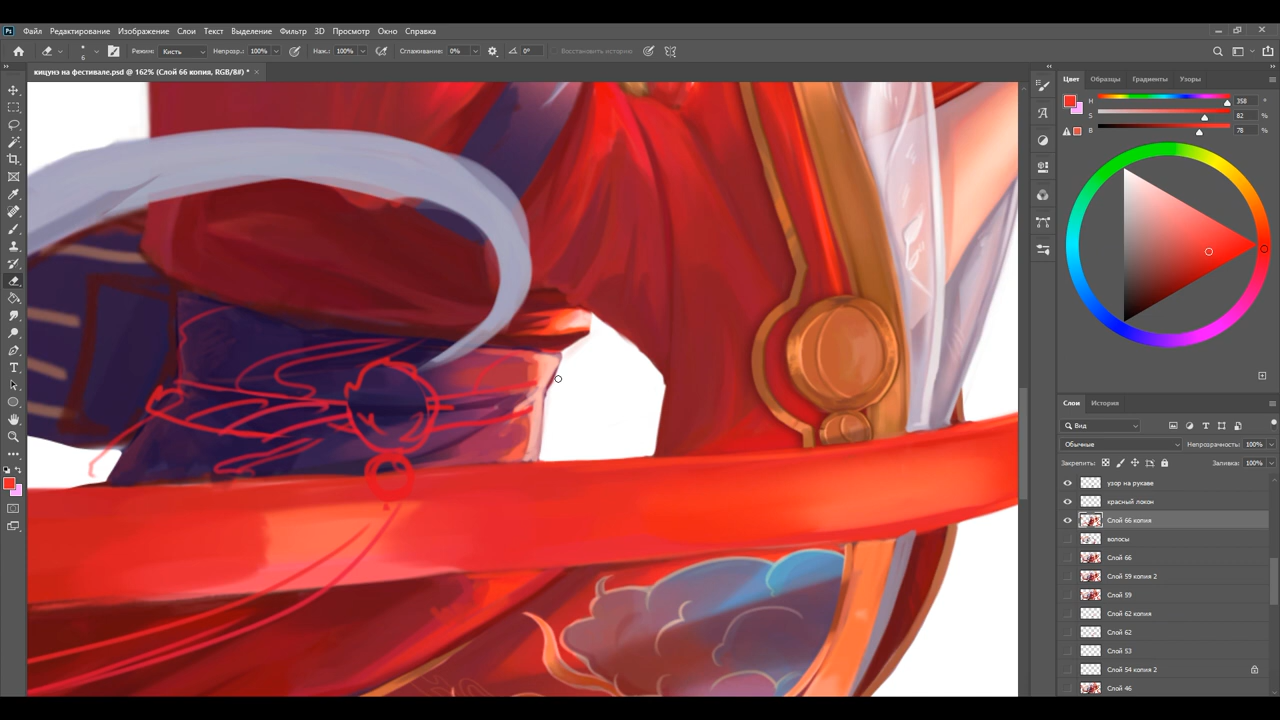 Ps Файл Редактирование Изображение Слои Текст Выделение Фильтр 3D Просмотр Окно Справка
6 Режим: Кисть Непрозр.: 100% Наж.: 100% Сглаживание: 0% 0° Восстановить историю
кицунэ на фестивале.psd @ 162% (Слой 66 копия, RGB/8#) * ×
Цвет Образцы Градиенты Узоры
H 358 °
S 82 %
B 78 %
Слои История
Вид
Обычные Непрозрачность: 100%
Закрепить: Заливка: 100%
узор на рукаве
красный локон
Слой 66 копия
волосы
Слой 66
Слой 59 копия 2
Слой 59
Слой 62 копия
Слой 62
Слой 53
Слой 54 копия 2
Слой 46